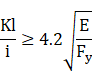 Kl/i ≥ 4.2√(E/F_y)